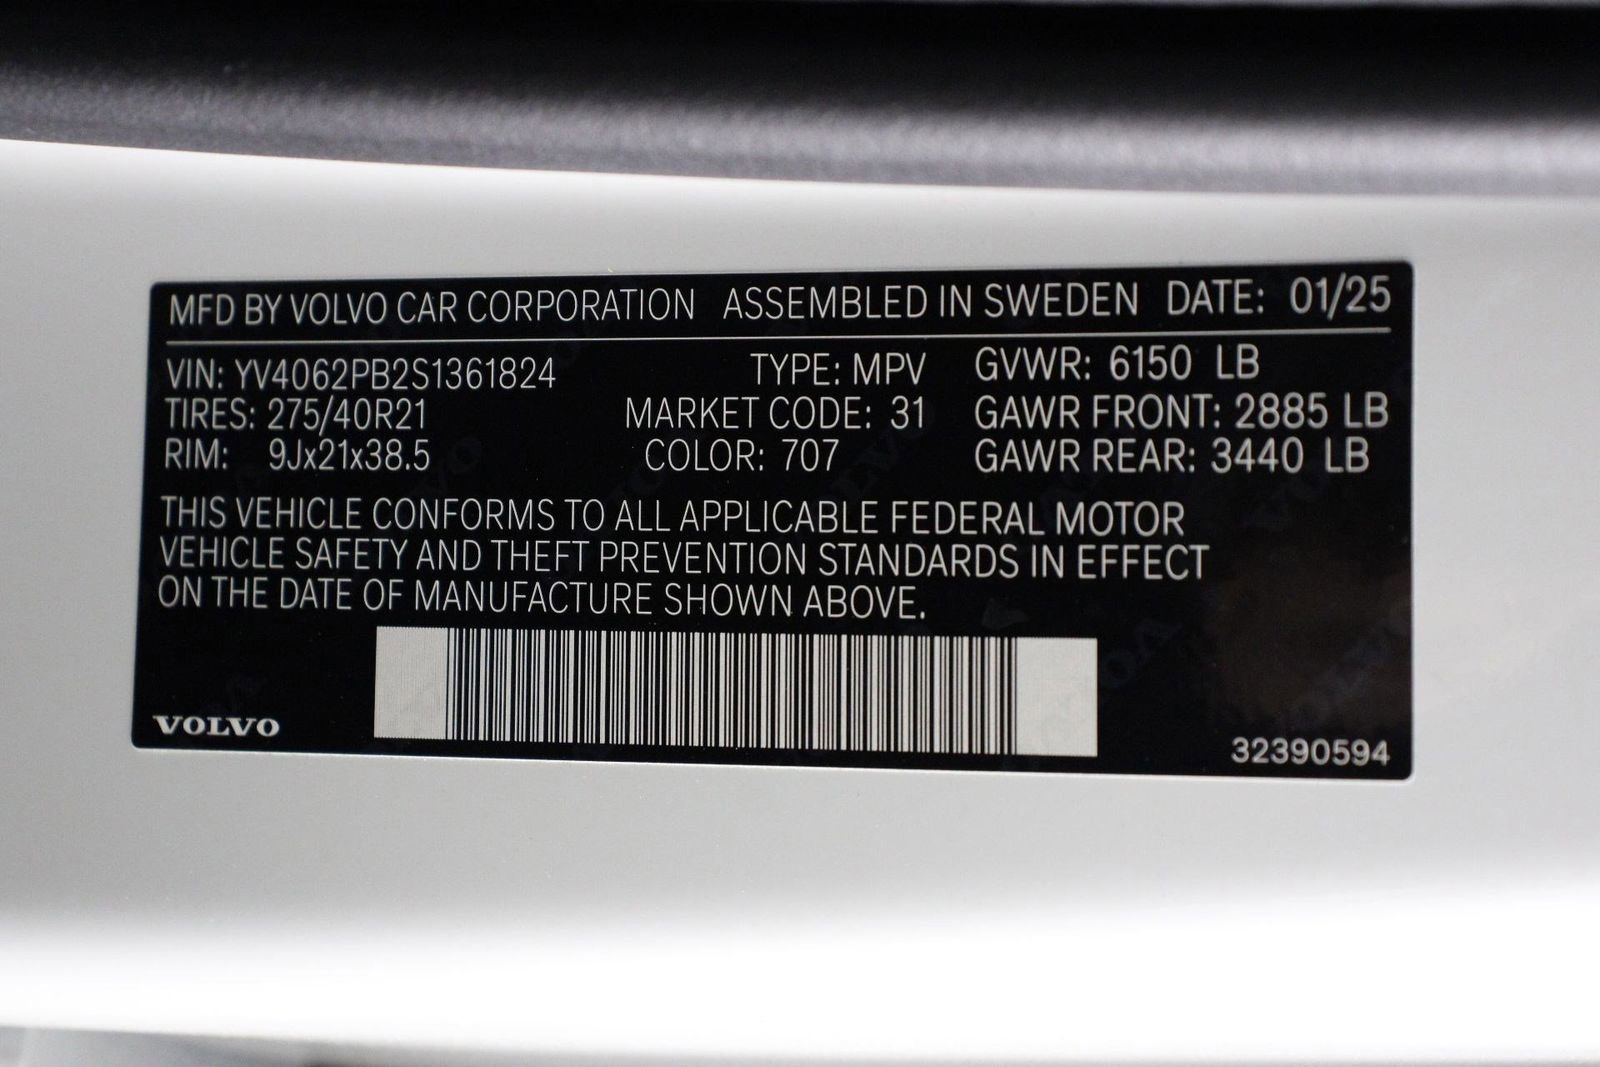 MFD BY VOLVO CAR CORPORATION ASSEMBLED IN SWEDEN DATE: 01/25
VIN: YV4062PB2S1361824 TYPE: MPV GVWR: 6150 LB
TIRES: 275/40R21 MARKET CODE: 31 GAWR FRONT: 2885 LB
RIM: 9Jx21x38.5 COLOR: 707 GAWR REAR: 3440 LB
THIS VEHICLE CONFORMS TO ALL APPLICABLE FEDERAL MOTOR
VEHICLE SAFETY AND THEFT PREVENTION STANDARDS IN EFFECT
ON THE DATE OF MANUFACTURE SHOWN ABOVE.
VOLVO 32390594